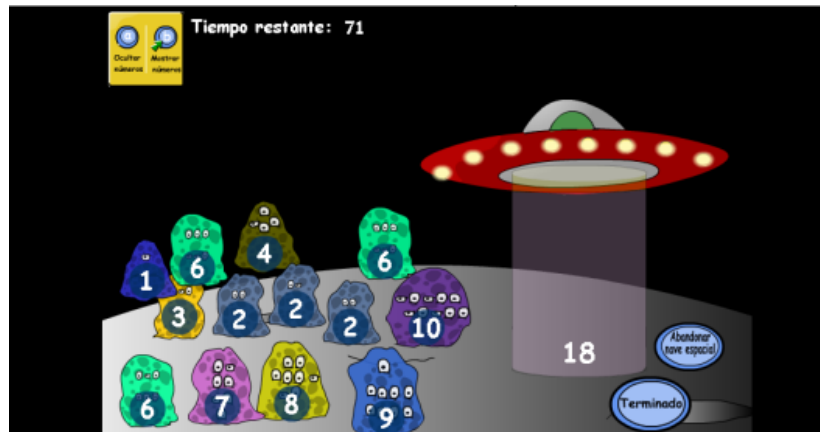 Tiempo restante: 71
a b
Ocultar números
Mostrar números
4
6
6
1
2
2
3
2
10
18
Abandonar
nave espacial
6
7
8
9
Terminado